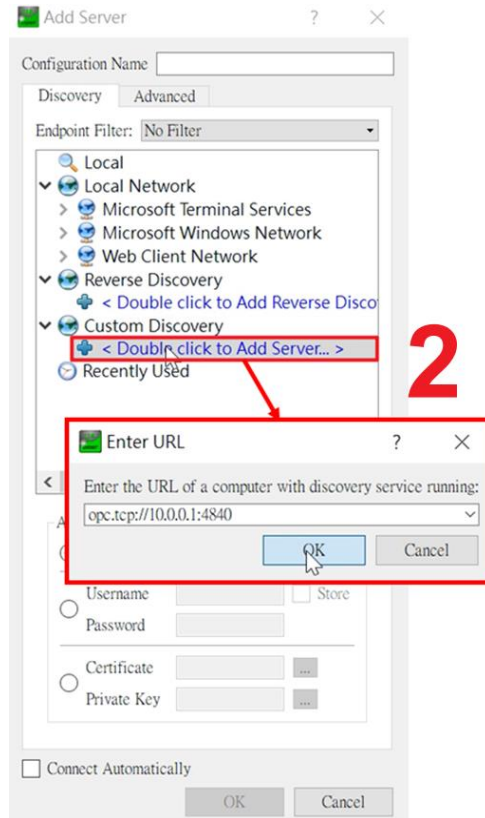 Add Server
Configuration Name
Discovery Advanced
Endpoint Filter: No Filter
Local
Local Network
Microsoft Terminal Services
Microsoft Windows Network
Web Client Network
Reverse Discovery
< Double click to Add Reverse Disco
Custom Discovery
< Double click to Add Server... >
2
Recently Used
Enter URL
Enter the URL of a computer with discovery service running:
opc.tcp://10.0.0.1:4840
OK Cancel
A
Username Store
Password
Certificate ...
Private Key ...
Connect Automatically
OK Cancel